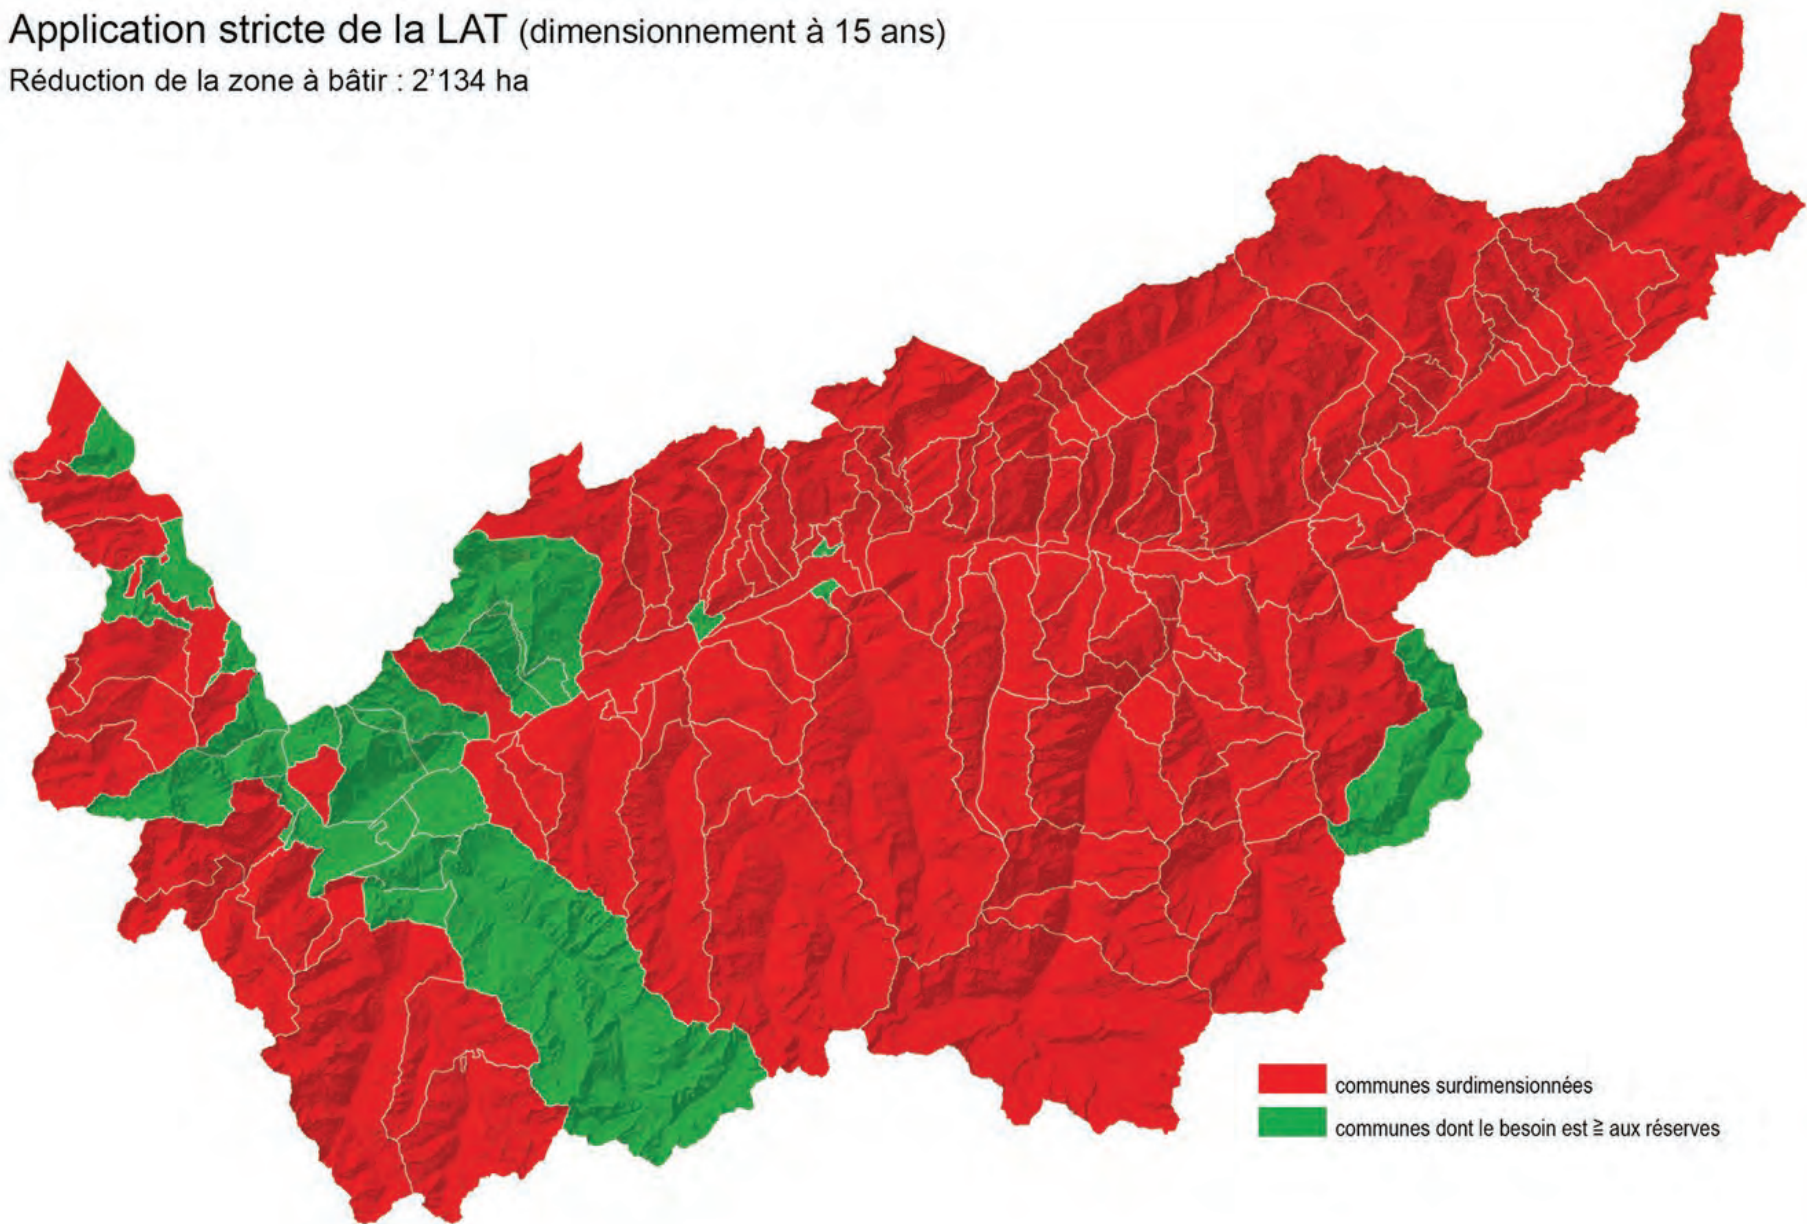 Application stricte de la LAT (dimensionnement à 15 ans)
Réduction de la zone à bâtir : 2'134 ha
communes surdimensionnées
communes dont le besoin est ≧ aux réserves